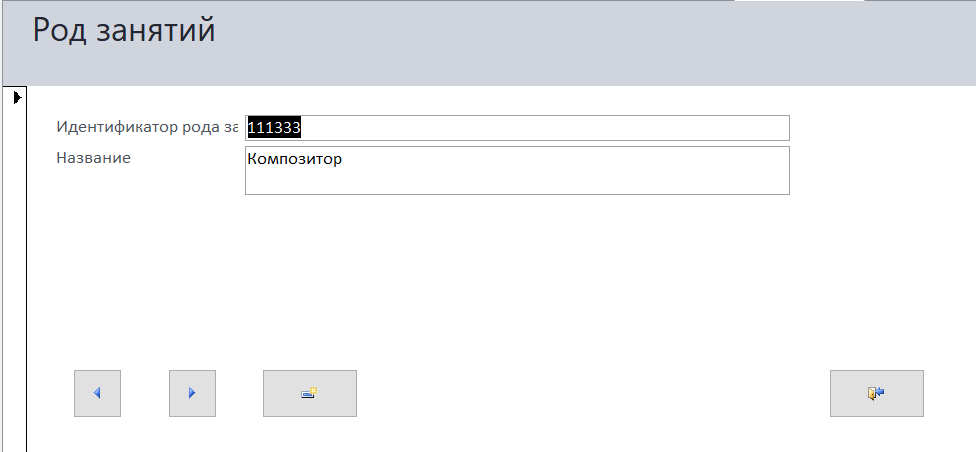 Род занятий
Идентификатор рода за 111333
Название Композитор